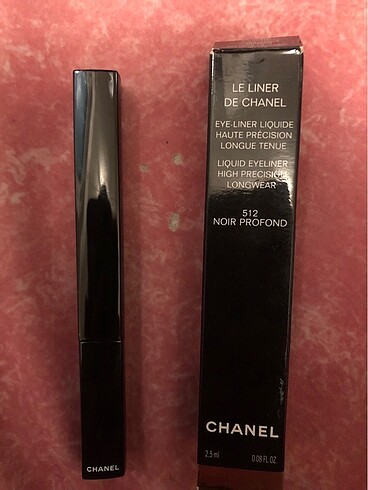 LE LINER
DE CHANEL
EYE-LINER LIQUIDE
HAUTE PRÉCISION
LONGUE TENUE
LIQUID EYELINER
HIGH PRECISION
LONGWEAR
512
NOIR PROFOND
CHANEL
2.5 ml 0.08 FL.OZ.
CHANEL